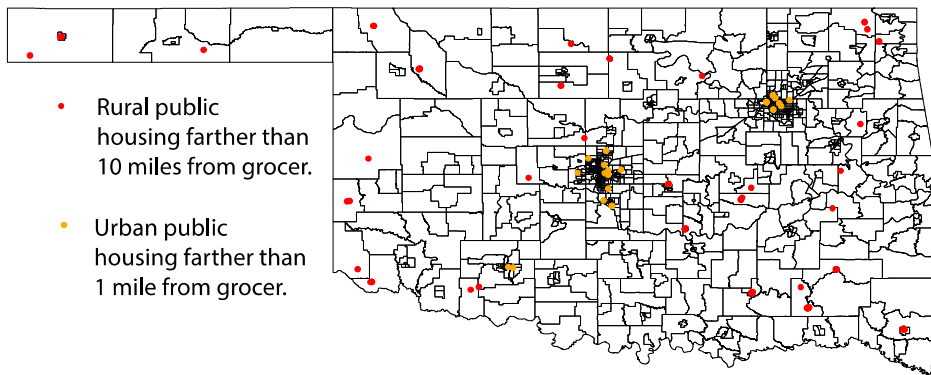 Rural public
housing farther than
10 miles from grocer.
Urban public
housing farther than
1 mile from grocer.